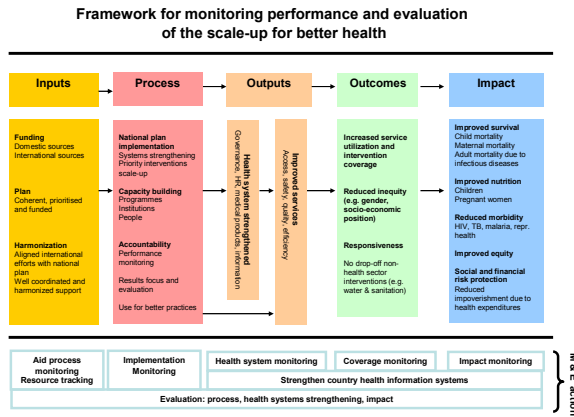 Framework for monitoring performance and evaluation
of the scale-up for better health
Inputs
Process
Outputs
Outcomes
Impact
Funding
Domestic sources
International sources
Plan
Coherent, prioritised
and funded
Harmonization
Aligned international
efforts with national
plan
Well coordinated and
harmonized support
National plan
implementation
Systems strengthening
Priority interventions
scale-up
Capacity building
Programmes
Institutions
People
Accountability
Performance
monitoring
Results focus and
evaluation
Use for better practices
Health system strengthened
Governance, HR, medical products, information
Improved services
Access, safety, quality, efficiency
Increased service
utilization and
intervention
coverage
Reduced inequity
(e.g. gender,
socio-economic
position)
Responsiveness
No drop-off non-
health sector
interventions (e.g.
water & sanitation)
Improved survival
Child mortality
Maternal mortality
Adult mortality due to
infectious diseases
Improved nutrition
Children
Pregnant women
Reduced morbidity
HIV, TB, malaria, repr.
health
Improved equity
Social and financial
risk protection
Reduced
impoverishment due to
health expenditures
Aid process
monitoring
Resource tracking
Implementation
Monitoring
Health system monitoring
Coverage monitoring
Impact monitoring
Strengthen country health information systems
Evaluation: process, health systems strengthening, impact